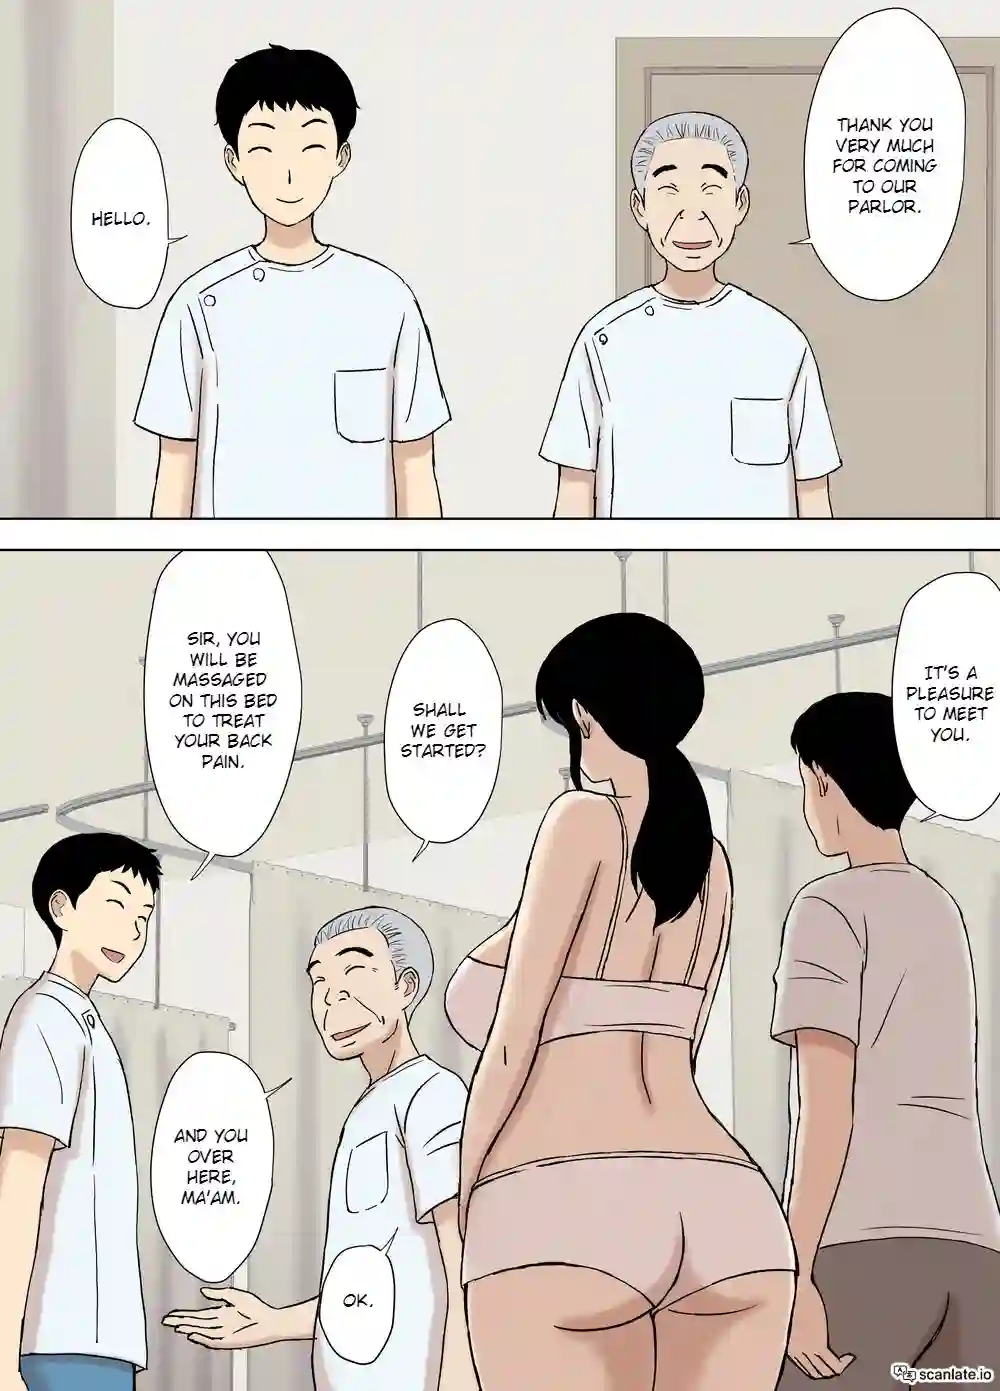 HELLO.
THANK YOU
VERY MUCH
FOR COMING
TO OUR
PARLOR.
SIR, YOU
WILL BE
MASSAGED
ON THIS BED
TO TREAT
YOUR BACK
PAIN.
SHALL
WE GET
STARTED?
IT'S A
PLEASURE
TO MEET
YOU.
AND YOU
OVER
HERE,
MA'AM.
OK.
scanlate.io